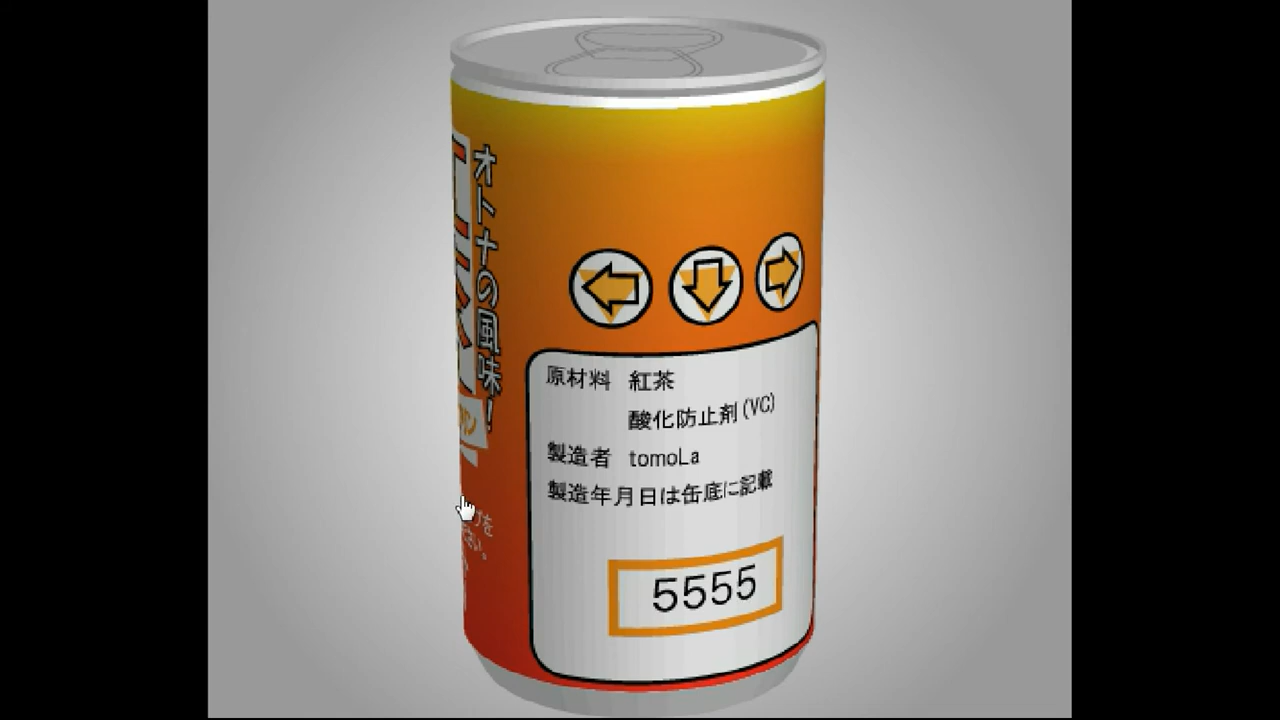 オトナの風味!
原材料 紅茶
酸化防止剤(VC)
製造者 tomoLa
製造年月日は缶底に記載
5555